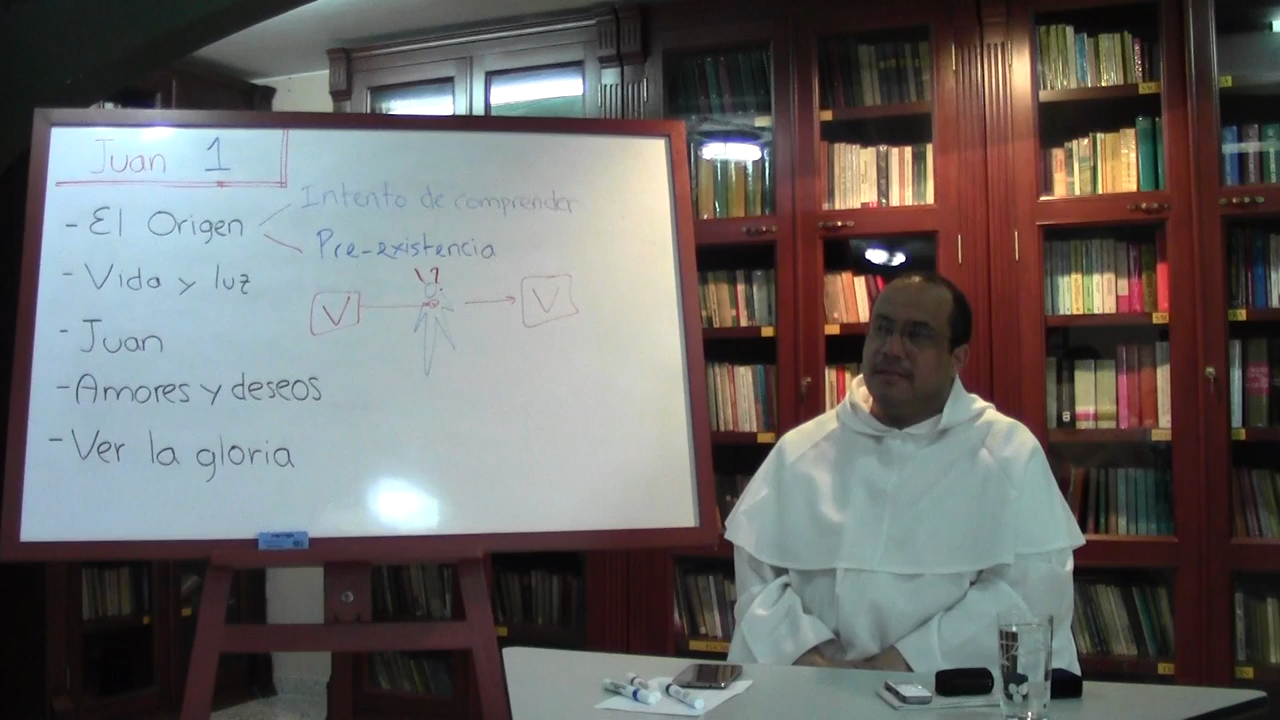 Juan 1
- El Origen
Intento de comprender
Pre-existencia
- Vida y luz
V V
- Juan
- Amores y deseos
- Ver la gloria